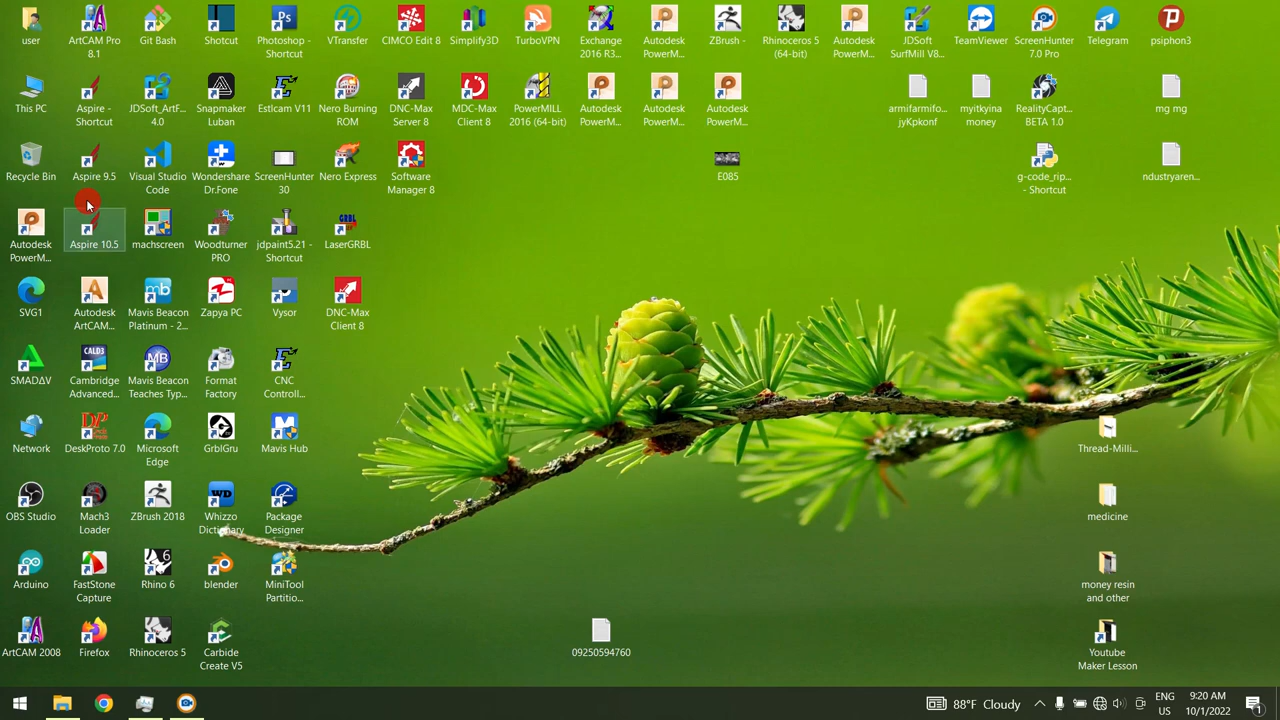 user
ArtCAM Pro
8.1
Git Bash
Shotcut
Photoshop -
Shortcut
VTransfer
CIMCO Edit 8
Simplify3D
TurboVPN
Exchange
2016 R3...
Autodesk
PowerM...
ZBrush -
Rhinoceros 5
(64-bit)
Autodesk
PowerM...
JDSoft
SurfMill V8...
TeamViewer
ScreenHunter
7.0 Pro
Telegram
psiphon3
This PC
Aspire -
Shortcut
JDSoft_ArtF...
4.0
Snapmaker
Luban
Estlcam V11
Nero Burning
ROM
DNC-Max
Server 8
MDC-Max
Client 8
PowerMILL
2016 (64-bit)
Autodesk
PowerM...
Autodesk
PowerM...
Autodesk
PowerM...
armifarmifo...
jyKpkonf
myitkyina
money
RealityCapt...
BETA 1.0
mg mg
Recycle Bin
Aspire 9.5
Visual Studio
Code
Wondershare
Dr.Fone
ScreenHunter
30
Nero Express
Software
Manager 8
E085
g-code_rip...
- Shortcut
ndustryaren...
Autodesk
PowerM...
Aspire 10.5
machscreen
Woodturner
PRO
jdpaint5.21 -
Shortcut
GRBL
LaserGRBL
SVG1
Autodesk
ArtCAM...
Mavis Beacon
Platinum - 2...
Zapya PC
Vysor
DNC-Max
Client 8
SMADΔV
CALD3
Cambridge
Advanced...
MB
Mavis Beacon
Teaches Typ...
Format
Factory
CNC
Controll...
Network
DeskProto 7.0
Microsoft
Edge
GrblGru
Mavis Hub
Thread-Milli...
OBS Studio
Mach3
Loader
ZBrush 2018
WD
Whizzo
Dictionary
Package
Designer
medicine
Arduino
FastStone
Capture
6
Rhino 6
blender
MiniTool
Partitio...
money resin
and other
ArtCAM 2008
Firefox
Rhinoceros 5
Carbide
Create V5
09250594760
Youtube
Maker Lesson
88°F Cloudy
ENG
US
9:20 AM
10/1/2022
1